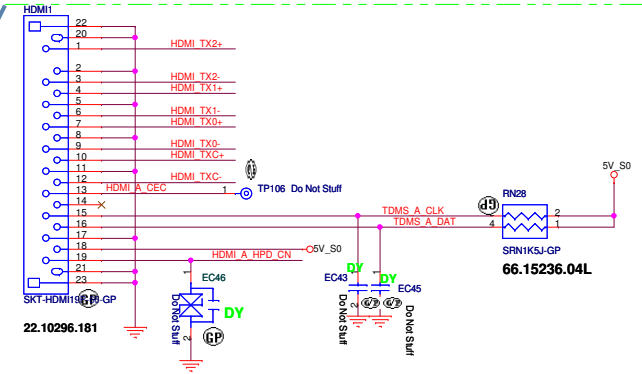 HDMI1
22
20
1 HDMI_TX2+
2
3 HDMI_TX2-
4 HDMI_TX1+
5
6 HDMI_TX1-
7 HDMI_TX0+
8
9 HDMI_TX0-
10 HDMI_TXC+
11
12 HDMI_TXC-
13 HDMI_A_CEC 1 TP106 Do Not Stuff
14
15 TDMS_A_CLK
16 TDMS_A_DAT
17
18 5V_S0
19 HDMI_A_HPD_CN
21
23
GP
22.10296.181
1
EC46
DY
Do Not Stuff
2
GP
5V_S0
GP
RN28
2
4 1
SRN1K5J-GP
66.15236.04L
DY
DY
EC43
EC45
2
Do Not Stuff
Do Not Stuff